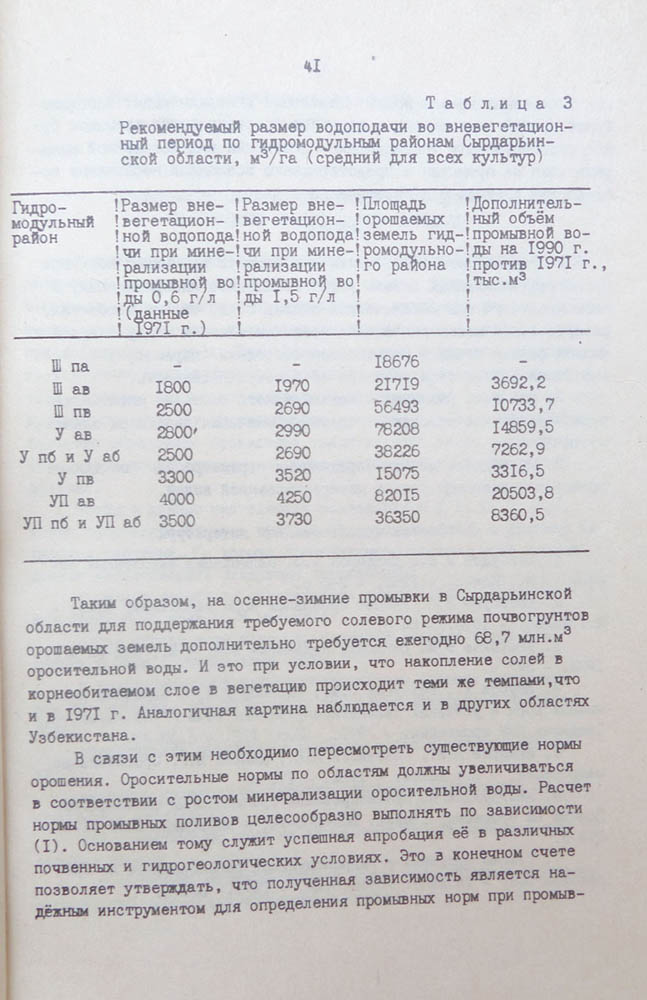 41
Таблица 3
Рекомендуемый размер водоподачи во вневегетацион-
ный период по гидромодульным районам Сырдарьин-
ской области, м³/га (средний для всех культур)
Гидро- !Размер вне- !Размер вне- !Площадь !Дополнитель-
модульный !вегетацион- !вегетацион- !орошаемых !ный объём
район !ной водопода!ной водопода!земель гид-!промывной во-
!чи при мине-!чи при мине-!ромодульно-!ды на 1990 г.
!рализации !рализации !го района !против 1971 г.,
!промывной во!промывной во! !тыс.м³
!ды 0,6 г/л !ды 1,5 г/л ! !
!(данные ! ! !
! 1971 г.) ! ! !
Ш па - - 18676 -
Ш ав 1800 1970 21719 3692,2
Ш пв 2500 2690 56493 10733,7
У ав 2800 2990 78208 14859,5
У пб и У аб 2500 2690 38226 7262,9
У пв 3300 3520 15075 3316,5
УП ав 4000 4250 82015 20503,8
УП пб и УП аб 3500 3730 36350 8360,5
Таким образом, на осенне-зимние промывки в Сырдарьинской
области для поддержания требуемого солевого режима почвогрунтов
орошаемых земель дополнительно требуется ежегодно 68,7 млн.м³
оросительной воды. И это при условии, что накопление солей в
корнеобитаемом слое в вегетацию происходит теми же темпами,что
и в 1971 г. Аналогичная картина наблюдается и в других областях
Узбекистана.
В связи с этим необходимо пересмотреть существующие нормы
орошения. Оросительные нормы по областям должны увеличиваться
в соответствии с ростом минерализации оросительной воды. Расчет
нормы промывных поливов целесообразно выполнять по зависимости
(I). Основанием тому служит успешная апробация её в различных
почвенных и гидрогеологических условиях. Это в конечном счете
позволяет утверждать, что полученная зависимость является на-
дёжным инструментом для определения промывных норм при промыв-